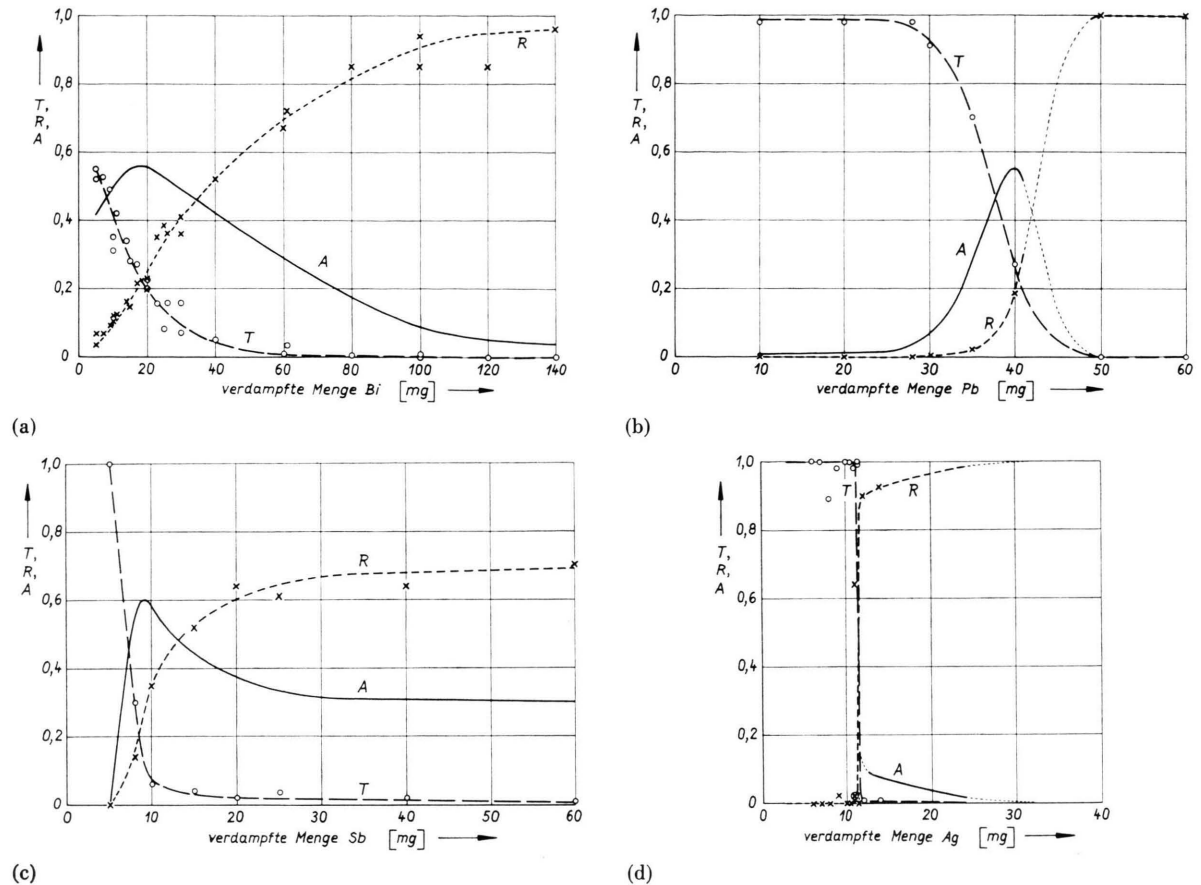 1,0
0,8
T,
R,
A
0,6
0,4
0,2
0
R
A
T
0 20 40 60 80 100 120 140
verdampfte Menge Bi [mg]
(a)
1,0
0,8
T,
R,
A
0,6
0,4
0,2
0
T
A
R
0 10 20 30 40 50 60
verdampfte Menge Pb [mg]
(b)
1,0
0,8
T,
R,
A
0,6
0,4
0,2
0
R
A
T
0 10 20 30 40 50 60
verdampfte Menge Sb [mg]
(c)
1,0
0,8
T,
R,
A
0,6
0,4
0,2
0
T R
A
0 10 20 30 40
verdampfte Menge Ag [mg]
(d)